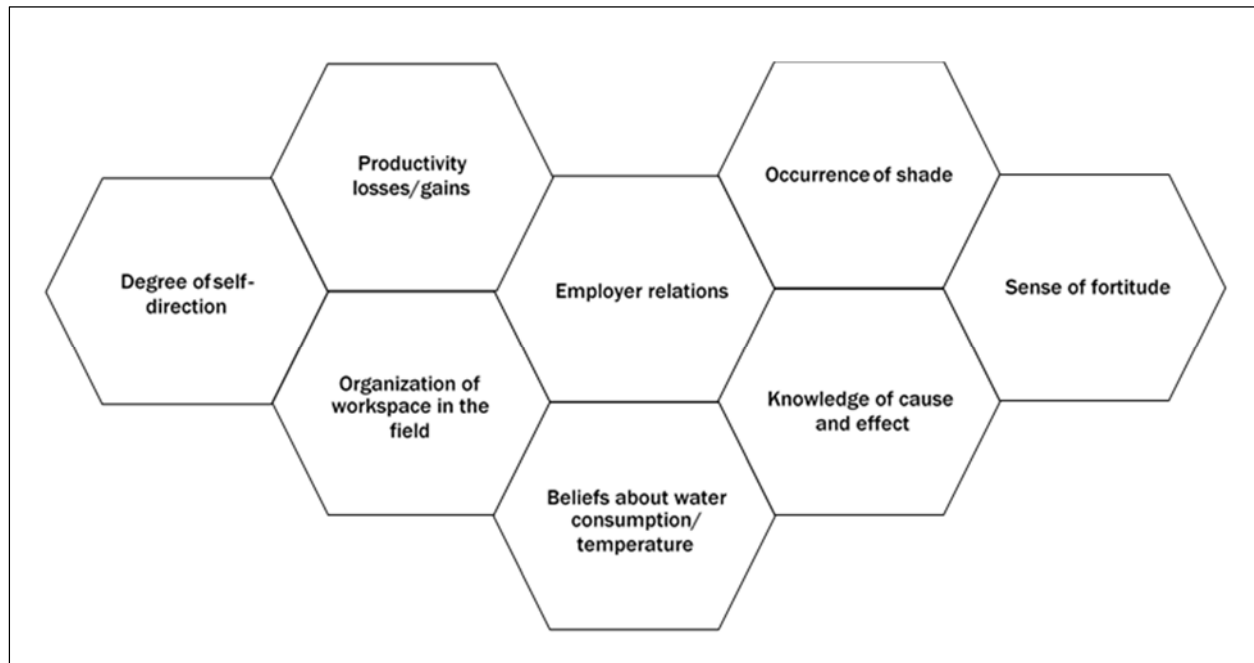 Productivity
losses/gains
Occurrence of shade
Degree of self-
direction
Employer relations
Sense of fortitude
Organization of
workspace in the
field
Knowledge of cause
and effect
Beliefs about water
consumption/
temperature